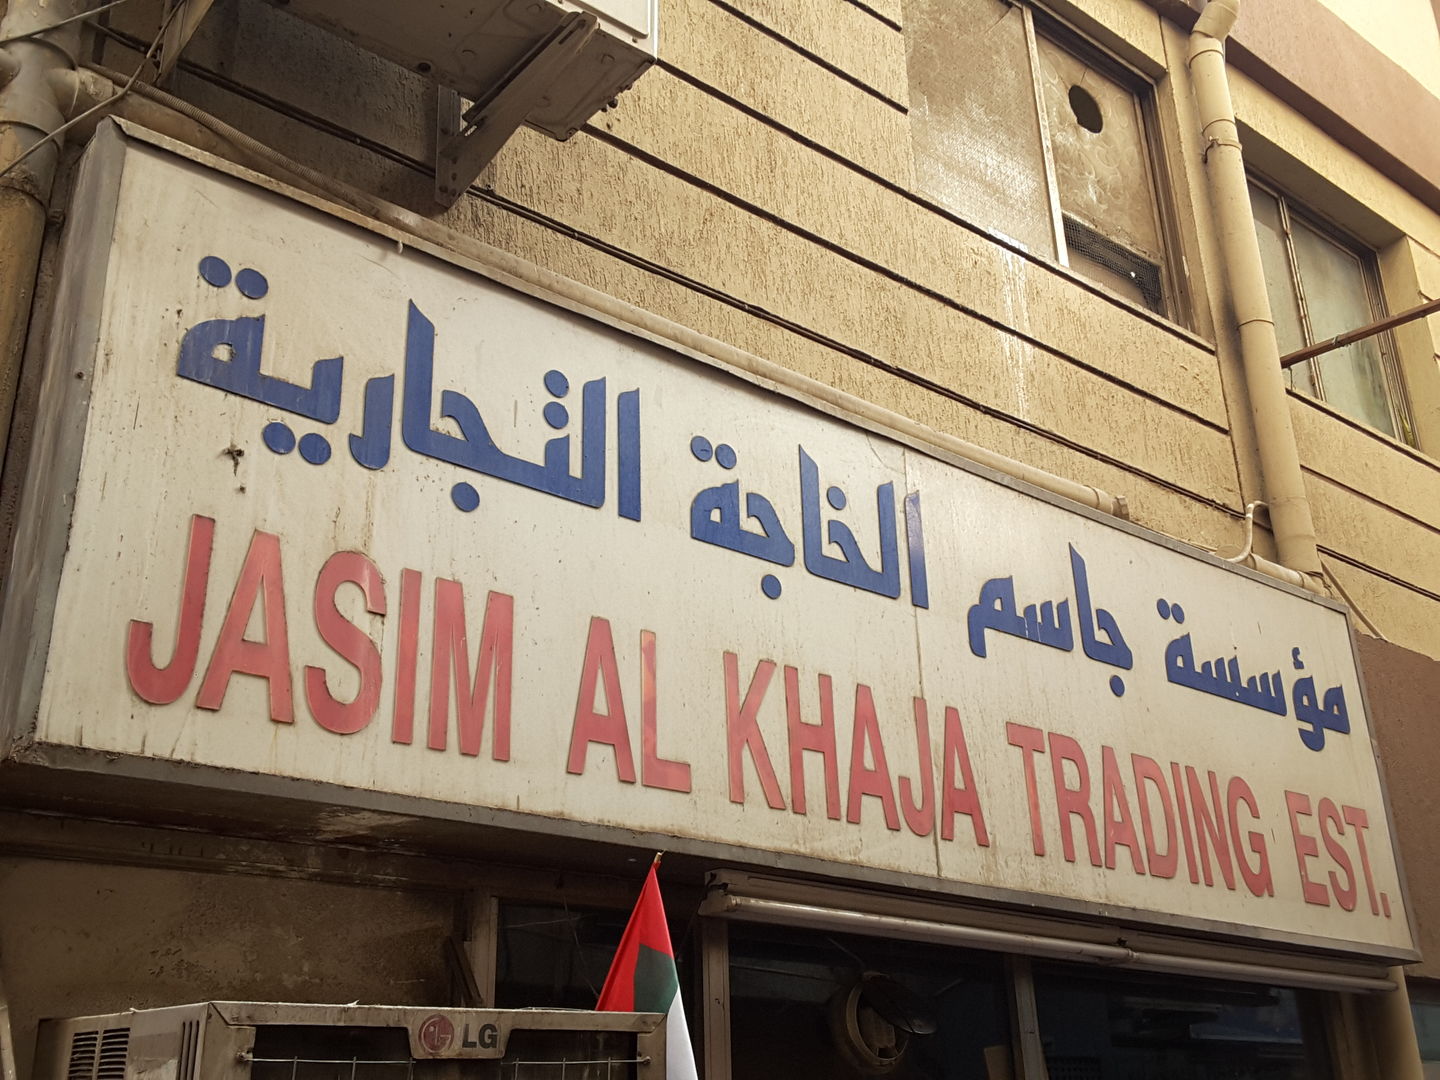 مؤسسة جاسم الخاجة التجارية
JASIM AL KHAJA TRADING EST.
LG